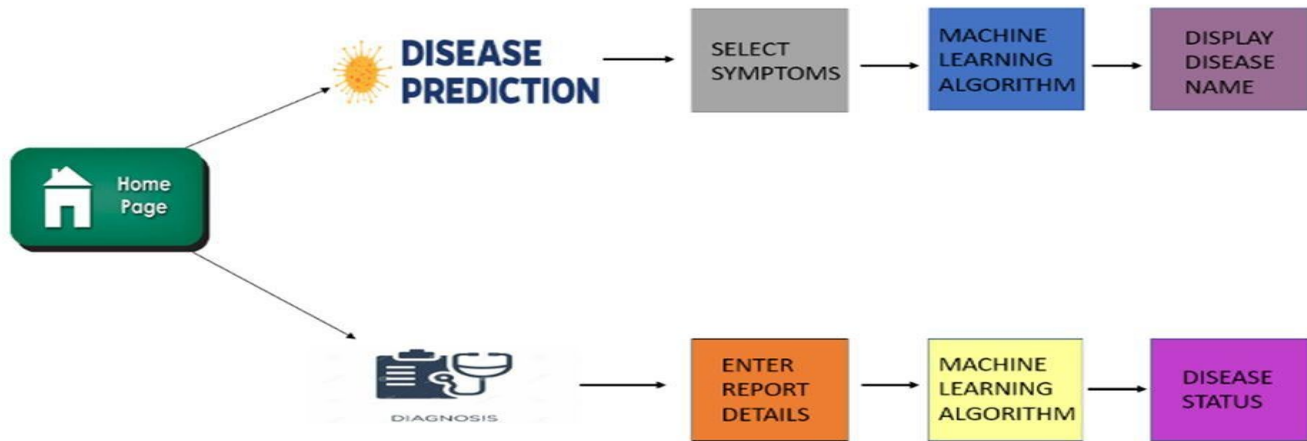 DISEASE
PREDICTION
SELECT
SYMPTOMS
MACHINE
LEARNING
ALGORITHM
DISPLAY
DISEASE
NAME
Home
Page
DIAGNOSIS
ENTER
REPORT
DETAILS
MACHINE
LEARNING
ALGORITHM
DISEASE
STATUS